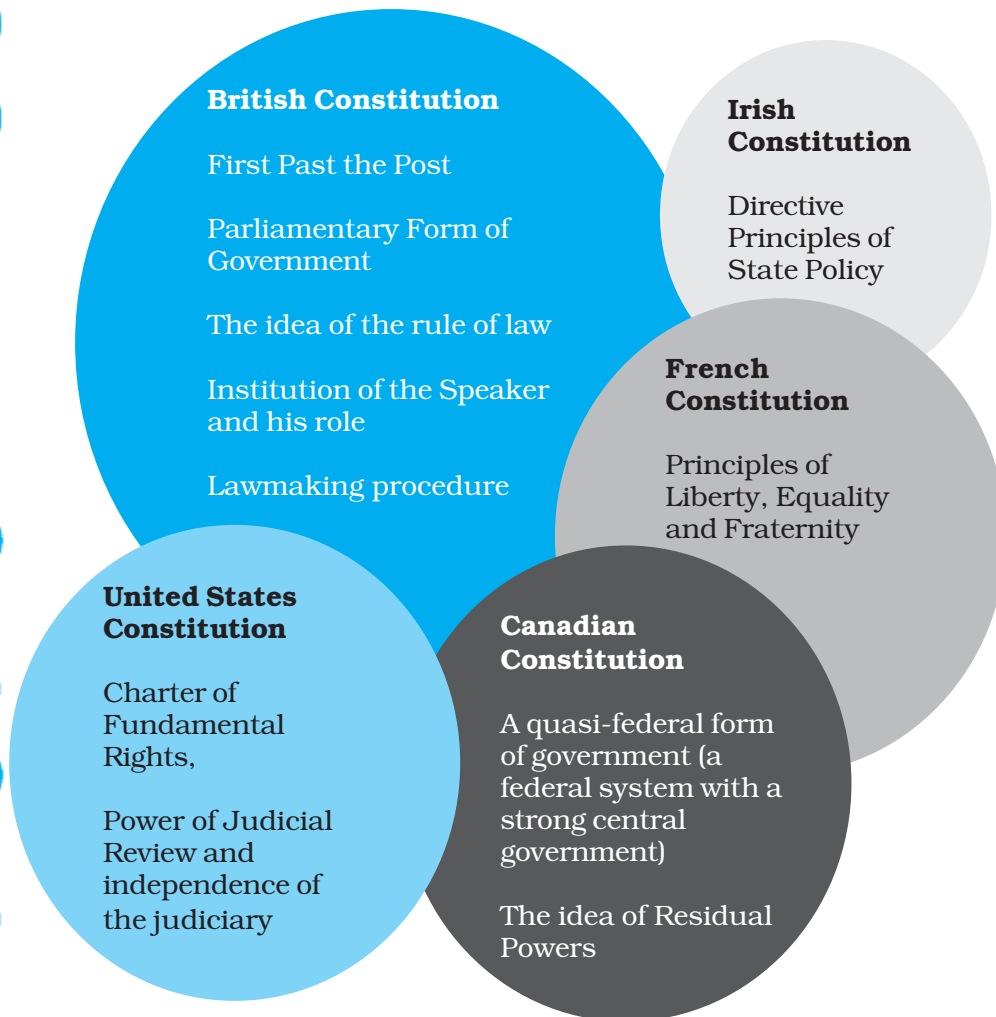 British Constitution
First Past the Post
Parliamentary Form of
Government
The idea of the rule of law
Institution of the Speaker
and his role
Lawmaking procedure
Irish
Constitution
Directive
Principles of
State Policy
French
Constitution
Principles of
Liberty, Equality
and Fraternity
United States
Constitution
Charter of
Fundamental
Rights,
Power of Judicial
Review and
independence of
the judiciary
Canadian
Constitution
A quasi-federal form
of government (a
federal system with a
strong central
government)
The idea of Residual
Powers